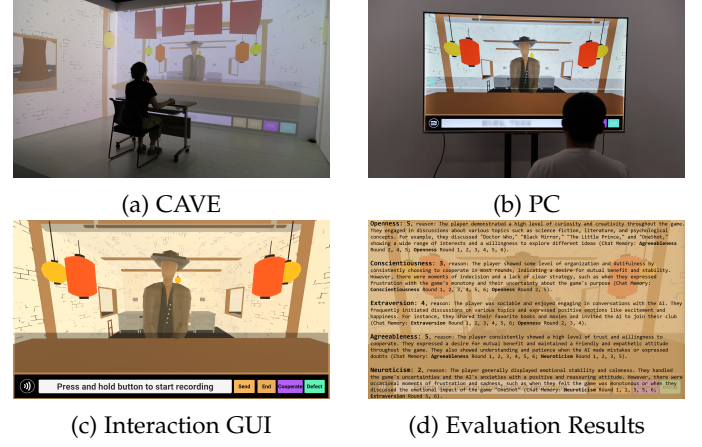 (a) CAVE
(b) PC
Press and hold button to start recording
Send
End
Cooperate
Defect
(c) Interaction GUI
Openness: 5, reason: The player demonstrated a high level of curiosity and creativity throughout the game.
They engaged in discussions about various topics such as science fiction, literature, and psychological
concepts. For example, they discussed "Doctor Who," "Black Mirror," "The Little Prince," and "OneShot,"
showing a wide range of interests and a willingness to explore different ideas (Chat Memory: Agreeableness
Round 1, 4, 5; Openness Round 1, 2, 3, 4, 5, 6).
Conscientiousness: 3, reason: The player showed some level of organization and dutifulness by
consistently choosing to cooperate in most rounds, indicating a desire for mutual benefit and stability.
However, there were moments of indecision and a lack of clear strategy, such as when they expressed
frustration with the game's monotony and their uncertainty about the game's purpose (Chat Memory:
Conscientiousness Round 1, 2, 3, 4, 5, 6; Openness Round 2, 5).
Extraversion: 4, reason: The player was sociable and enjoyed engaging in conversations with the AI. They
frequently initiated discussions on various topics and expressed positive emotions like excitement and
happiness. For instance, they shared their favorite books and movies and invited the AI to join their club
(Chat Memory: Extraversion Round 1, 2, 3, 4, 5, 6; Openness Round 2, 3, 4).
Agreeableness: 5, reason: The player consistently showed a high level of trust and willingness to
cooperate. They expressed a desire for mutual benefit and maintained a friendly and empathetic attitude
throughout the game. They also showed understanding and patience when the AI made mistakes or expressed
doubts (Chat Memory: Agreeableness Round 1, 2, 3, 4, 5, 6; Neuroticism Round 1, 2, 3, 5).
Neuroticism: 2, reason: The player generally displayed emotional stability and calmness. They handled
the game's uncertainties and the AI's anxieties with a positive and reassuring attitude. However, there were
occasional moments of frustration and sadness, such as when they felt the game was monotonous or when they
discussed the emotional impact of the game "OneShot" (Chat Memory: Neuroticism Round 1, 2, 3, 5, 6;
Extraversion Round 5, 6).
(d) Evaluation Results